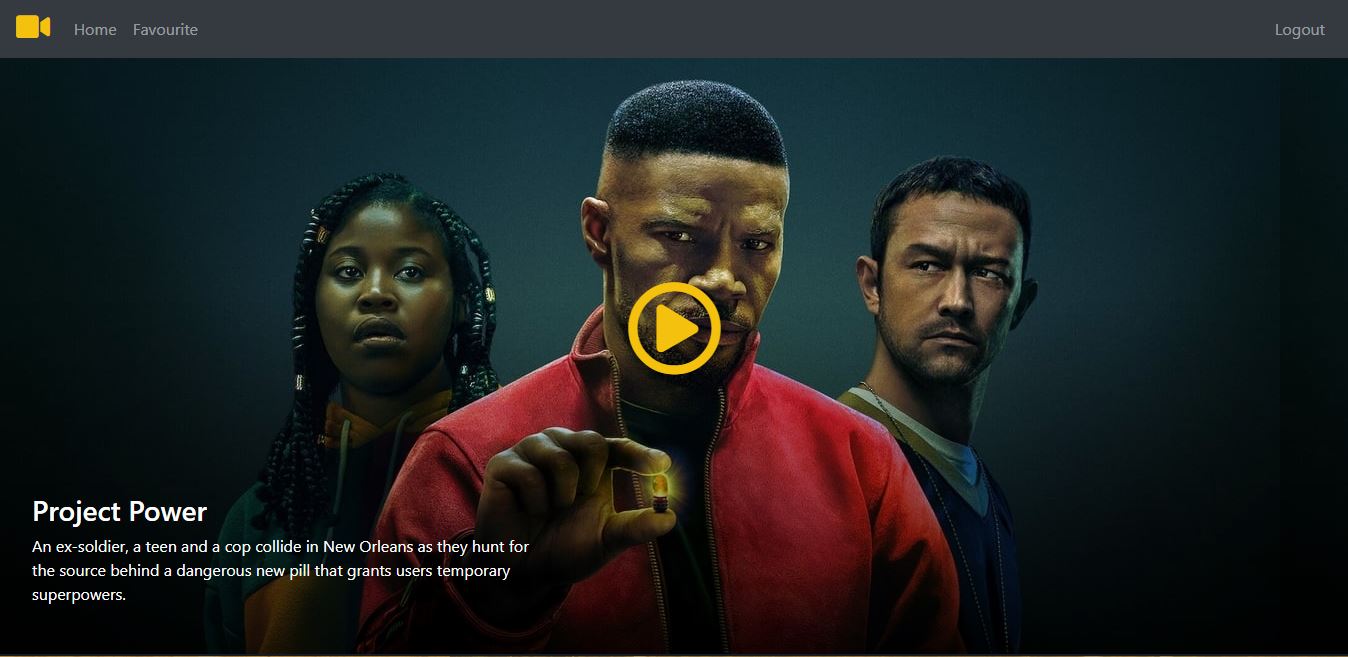 Home Favourite Logout
Project Power
An ex-soldier, a teen and a cop collide in New Orleans as they hunt for
the source behind a dangerous new pill that grants users temporary
superpowers.